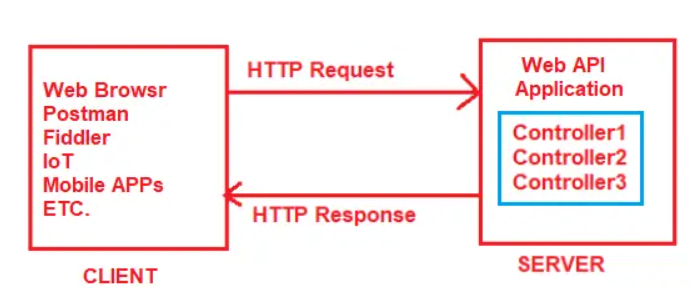 Web Browsr
Postman
Fiddler
IoT
Mobile APPs
ETC.
CLIENT
HTTP Request
HTTP Response
Web API
Application
Controller1
Controller2
Controller3
SERVER